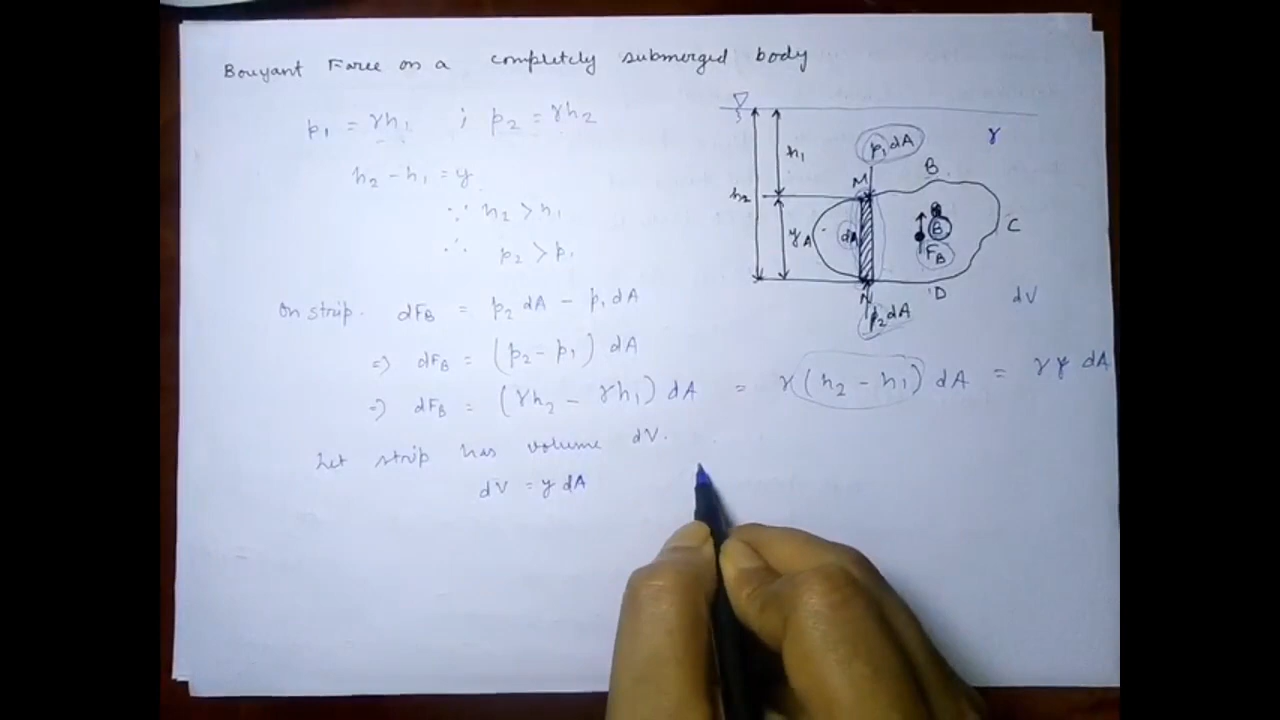 Bouyant Force on a completely submerged body
p₁ = γh₁ ; p₂ = γh₂
h₂ - h₁ = y
∵ h₂ > h₁
∴ p₂ > p₁
On strip. dF_B = p₂ dA - p₁ dA
=> dF_B = (p₂ - p₁) dA
=> dF_B = (γh₂ - γh₁) dA = γ(h₂ - h₁) dA = γ y dA
Let strip has volume dV.
dV = y dA
p₁dA
γ
h₁
M
B
h₂
y
A
dA
B
C
F_B
N
D
dV
p₂dA